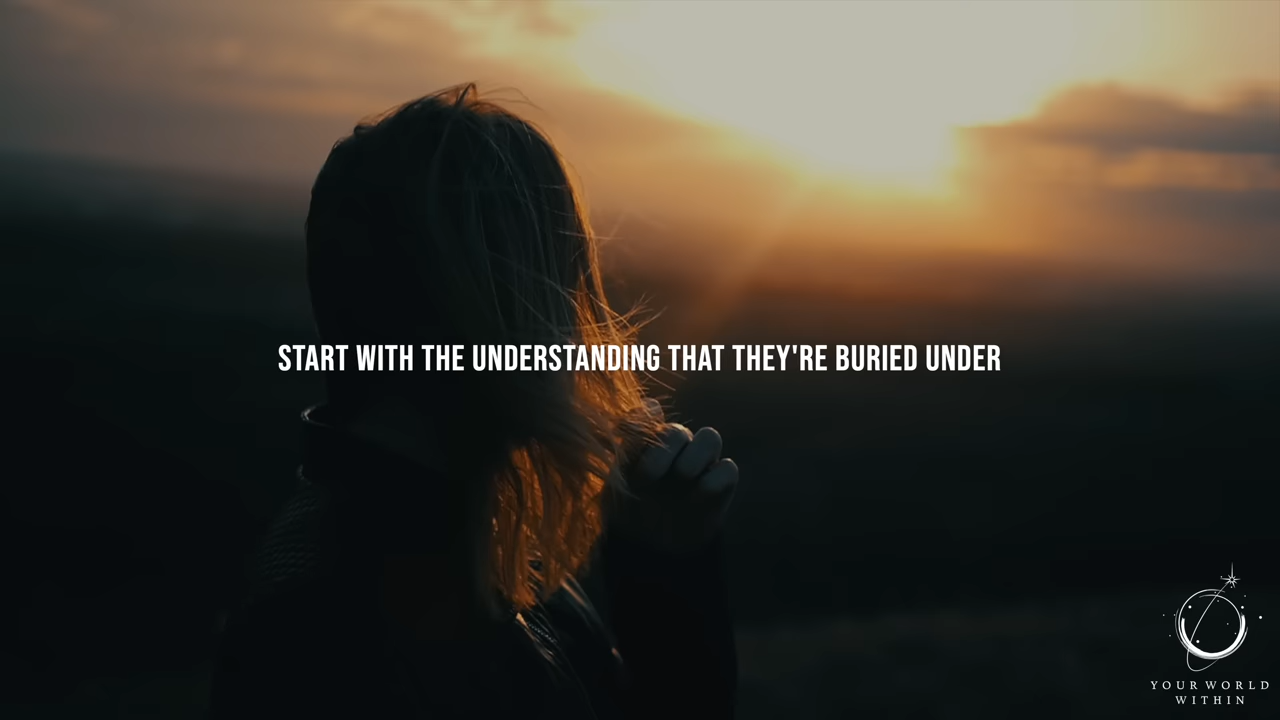 START WITH THE UNDERSTANDING THAT THEY'RE BURIED UNDER
YOUR WORLD
WITHIN